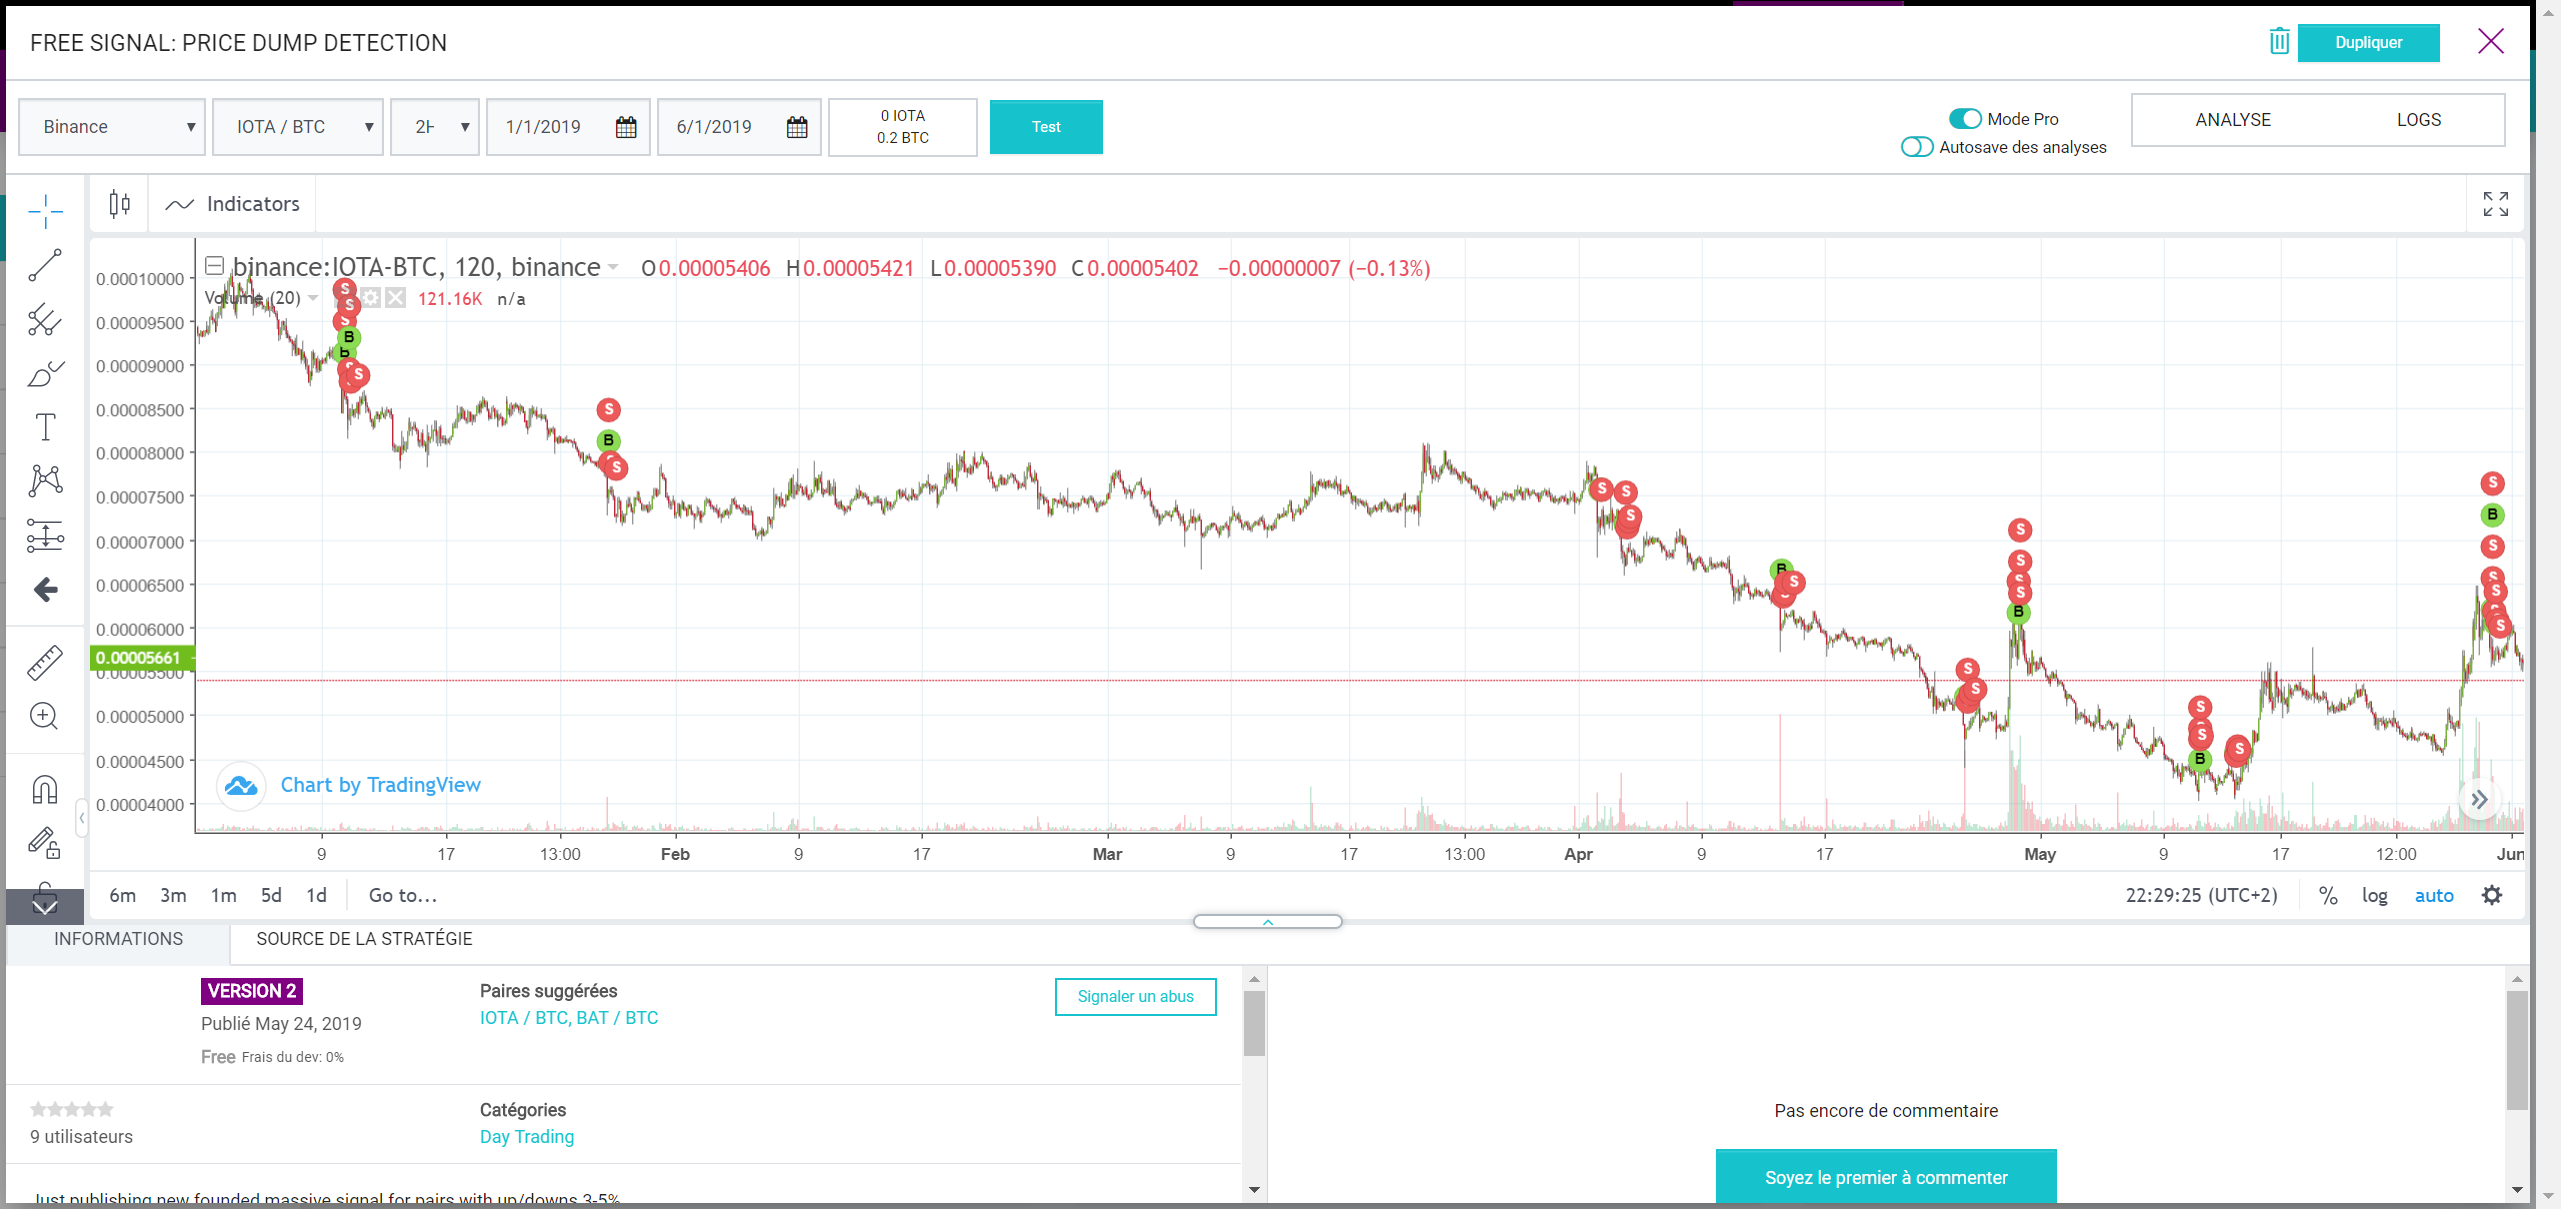 FREE SIGNAL: PRICE DUMP DETECTION
Dupliquer
Binance
IOTA / BTC
1/1/2019
6/1/2019
0 IOTA
0.2 BTC
Test
Mode Pro
Autosave des analyses
ANALYSE
LOGS
Indicators
binance:IOTA-BTC, 120, binance O0.00005406 H0.00005421 L0.00005390 C0.00005402 −0.00000007 (−0.13%)
Volume (20) 121.16K n/a
0.00010000
0.00009500
0.00009000
0.00008500
0.00008000
0.00007500
0.00007000
0.00006500
0.00006000
0.00005661
0.00005500
0.00005000
0.00004500
0.00004000
Chart by TradingView
9 17 13:00 Feb 9 17 Mar 9 17 13:00 Apr 9 17 May 9 17 12:00 Jun
6m 3m 1m 5d 1d Go to...
22:29:25 (UTC+2) % log auto
INFORMATIONS
SOURCE DE LA STRATÉGIE
VERSION 2
Publié May 24, 2019
Free Frais du dev: 0%
Paires suggérées
IOTA / BTC, BAT / BTC
Signaler un abus
9 utilisateurs
Catégories
Day Trading
Just publishing new founded massive signal for pairs with up/downs 3-5%
Pas encore de commentaire
Soyez le premier à commenter